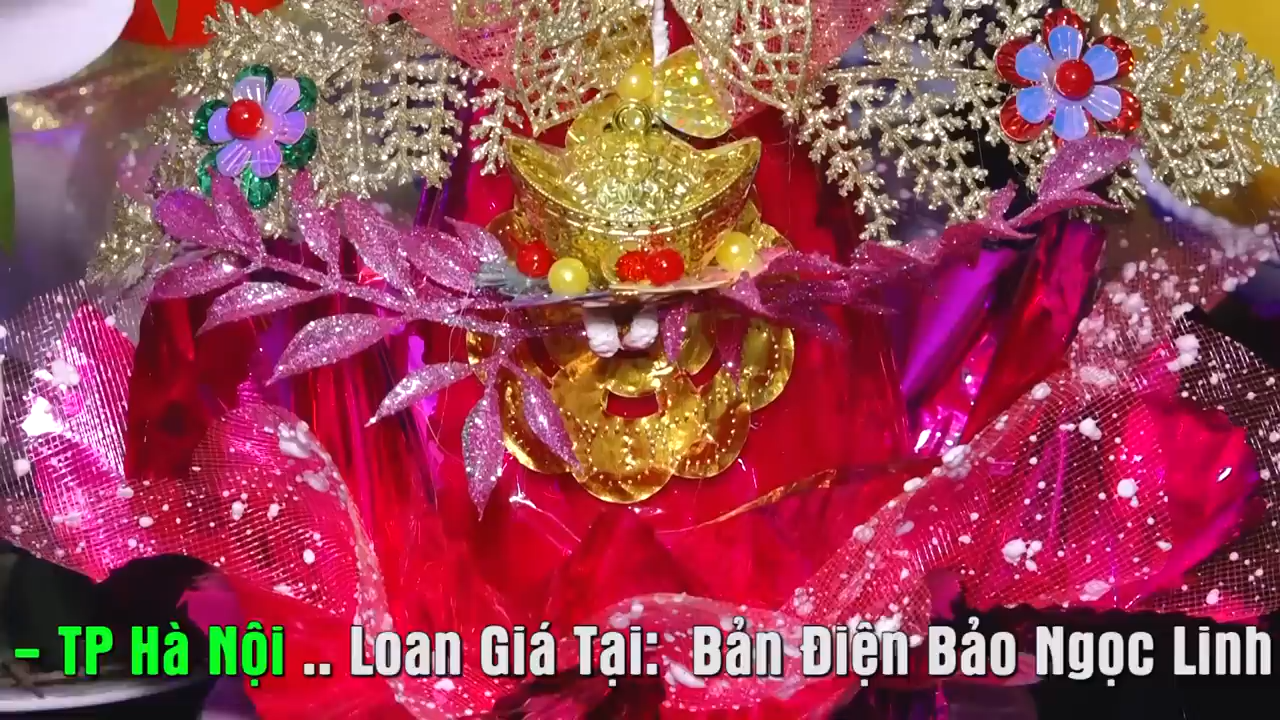 – TP Hà Nội .. Loan Giá Tại: Bản Điện Bảo Ngọc Linh